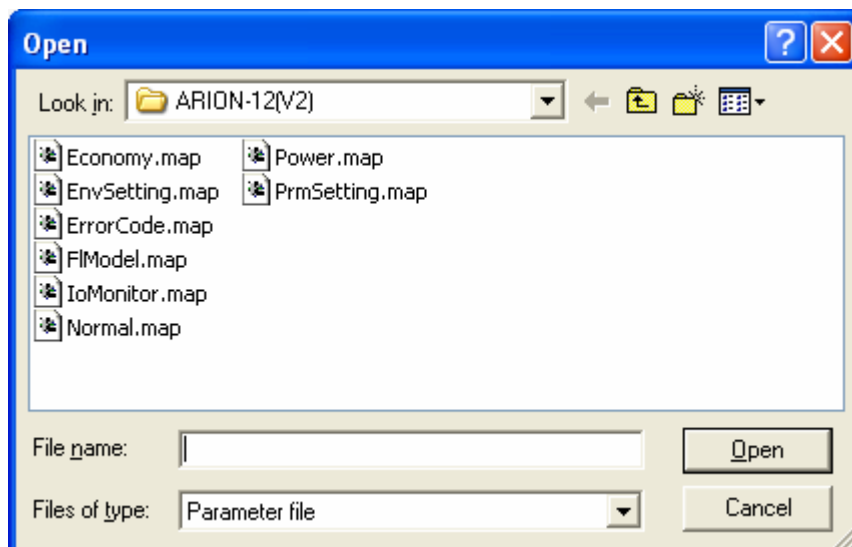 Open
Look in: ARION-12(V2)
Economy.map Power.map
EnvSetting.map PrmSetting.map
ErrorCode.map
FlModel.map
IoMonitor.map
Normal.map
File name: Open
Files of type: Parameter file Cancel